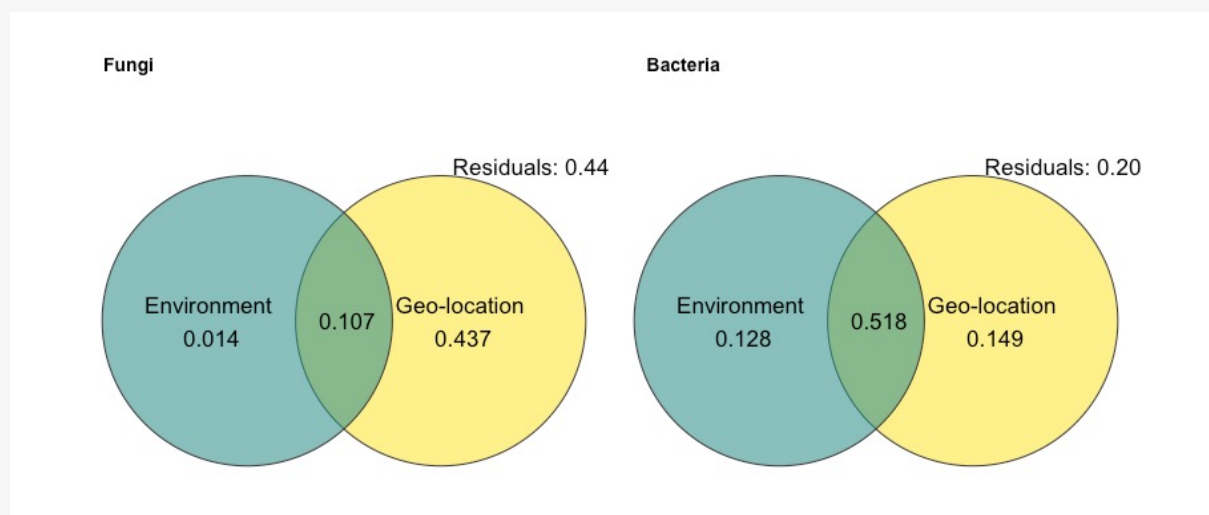 Fungi
Residuals: 0.44
Environment
0.014
0.107
Geo-location
0.437
Bacteria
Residuals: 0.20
Environment
0.128
0.518
Geo-location
0.149